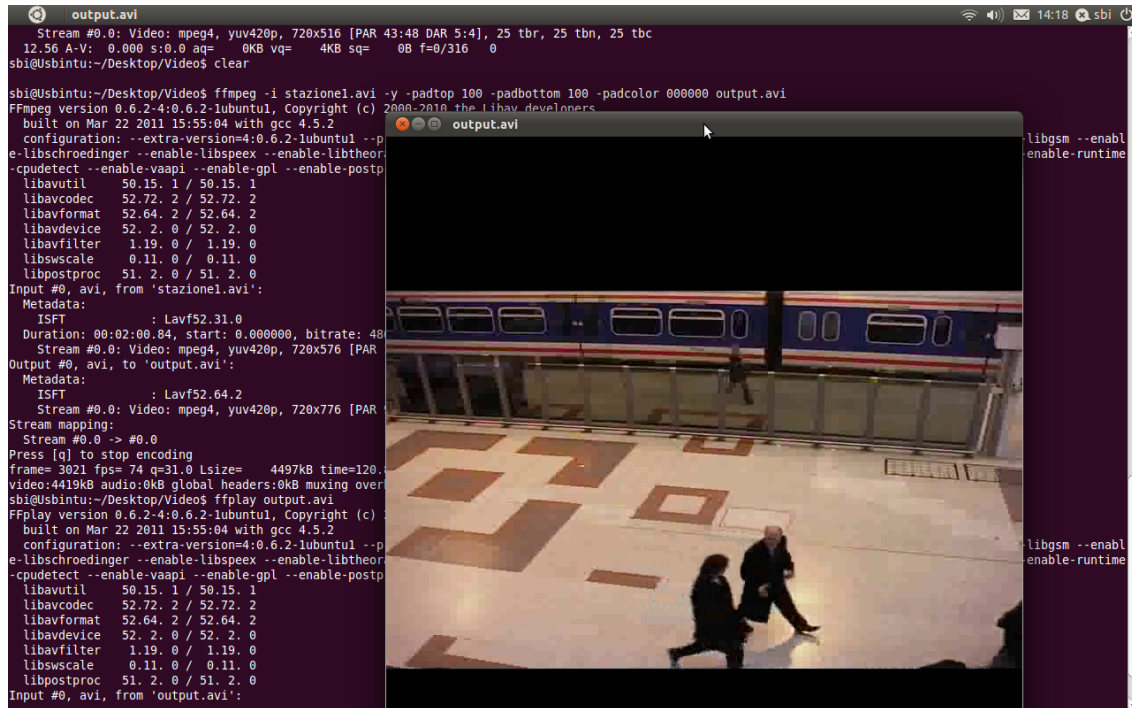 output.avi
14:18 sbi
Stream #0.0: Video: mpeg4, yuv420p, 720x516 [PAR 43:48 DAR 5:4], 25 tbr, 25 tbn, 25 tbc
12.56 A-V: 0.000 s:0.0 aq= 0KB vq= 4KB sq= 0B f=0/316 0
sbi@Usbintu:~/Desktop/Video$ clear
sbi@Usbintu:~/Desktop/Video$ ffmpeg -i stazione1.avi -y -padtop 100 -padbottom 100 -padcolor 000000 output.avi
FFmpeg version 0.6.2-4:0.6.2-1ubuntu1, Copyright (c) 2000-2010 the Libav developers
built on Mar 22 2011 15:55:04 with gcc 4.5.2
output.avi
configuration: --extra-version=4:0.6.2-1ubuntu1 --p -libgsm --enabl
e-libschroedinger --enable-libspeex --enable-libtheor -enable-runtime
-cpudetect --enable-vaapi --enable-gpl --enable-postp
libavutil 50.15. 1 / 50.15. 1
libavcodec 52.72. 2 / 52.72. 2
libavformat 52.64. 2 / 52.64. 2
libavdevice 52. 2. 0 / 52. 2. 0
libavfilter 1.19. 0 / 1.19. 0
libswscale 0.11. 0 / 0.11. 0
libpostproc 51. 2. 0 / 51. 2. 0
Input #0, avi, from 'stazione1.avi':
Metadata:
ISFT : Lavf52.31.0
Duration: 00:02:00.84, start: 0.000000, bitrate: 48
Stream #0.0: Video: mpeg4, yuv420p, 720x576 [PAR
Output #0, avi, to 'output.avi':
Metadata:
ISFT : Lavf52.64.2
Stream #0.0: Video: mpeg4, yuv420p, 720x776 [PAR
Stream mapping:
Stream #0.0 -> #0.0
Press [q] to stop encoding
frame= 3021 fps= 74 q=31.0 Lsize= 4497kB time=120.
video:4419kB audio:0kB global headers:0kB muxing over
sbi@Usbintu:~/Desktop/Video$ ffplay output.avi
FFplay version 0.6.2-4:0.6.2-1ubuntu1, Copyright (c)
built on Mar 22 2011 15:55:04 with gcc 4.5.2
configuration: --extra-version=4:0.6.2-1ubuntu1 --p -libgsm --enabl
e-libschroedinger --enable-libspeex --enable-libtheor -enable-runtime
-cpudetect --enable-vaapi --enable-gpl --enable-postp
libavutil 50.15. 1 / 50.15. 1
libavcodec 52.72. 2 / 52.72. 2
libavformat 52.64. 2 / 52.64. 2
libavdevice 52. 2. 0 / 52. 2. 0
libavfilter 1.19. 0 / 1.19. 0
libswscale 0.11. 0 / 0.11. 0
libpostproc 51. 2. 0 / 51. 2. 0
Input #0, avi, from 'output.avi':